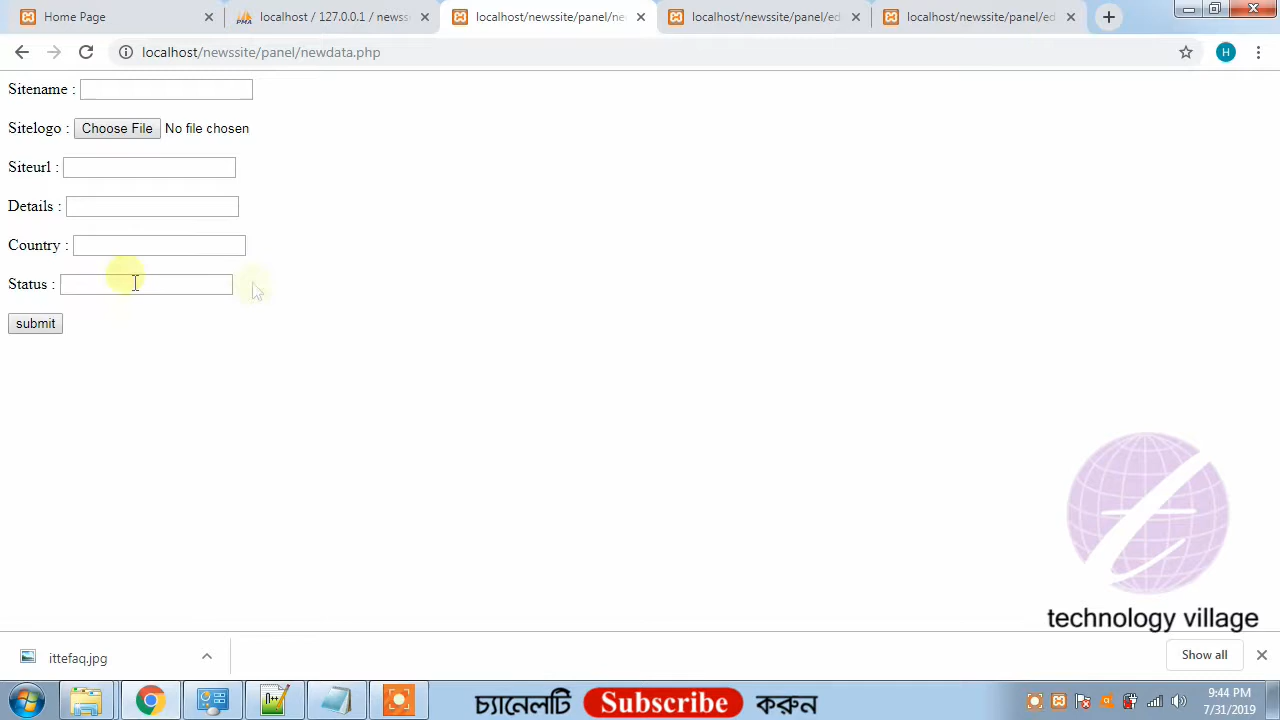 Home Page
localhost / 127.0.0.1 / newss
localhost/newssite/panel/ne
localhost/newssite/panel/ed
localhost/newssite/panel/ed
localhost/newssite/panel/newdata.php
H
Sitename :
Sitelogo : Choose File No file chosen
Siteurl :
Details :
Country :
Status :
submit
technology village
ittefaq.jpg
Show all
চ্যানেলটি Subscribe করুন
9:44 PM
7/31/2019